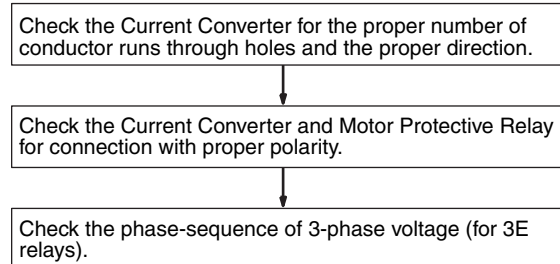 Check the Current Converter for the proper number of
conductor runs through holes and the proper direction.
Check the Current Converter and Motor Protective Relay
for connection with proper polarity.
Check the phase-sequence of 3-phase voltage (for 3E
relays).